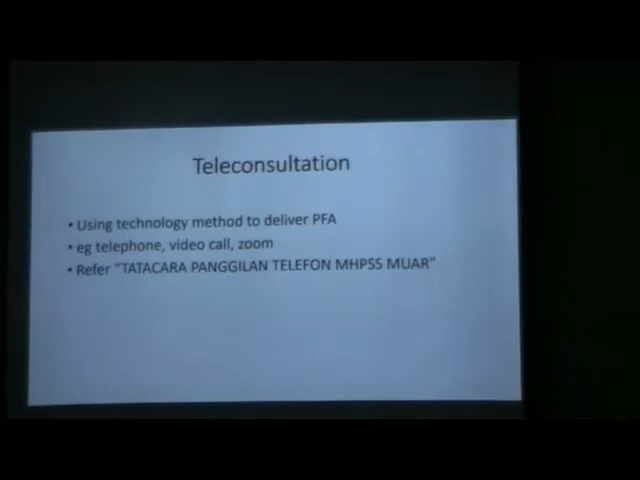 Teleconsultation
• Using technology method to deliver PFA
• eg telephone, video call, zoom
• Refer “TATACARA PANGGILAN TELEFON MHPSS MUAR”